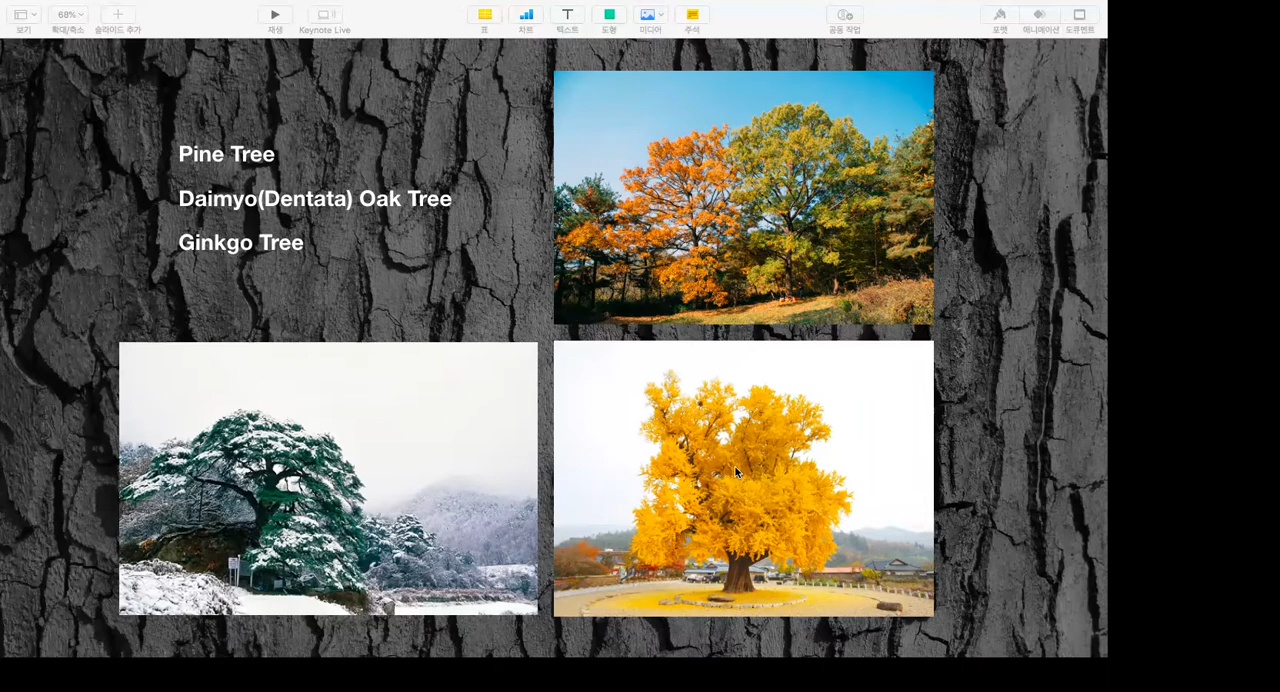 68%
보기
확대/축소
슬라이드 추가
재생
Keynote Live
표
차트
텍스트
도형
미디어
주석
공동 작업
포맷
애니메이션
도큐멘트
Pine Tree
Daimyo(Dentata) Oak Tree
Ginkgo Tree